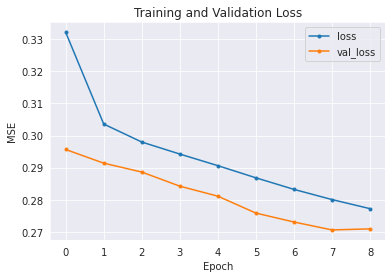 Training and Validation Loss
loss
val_loss
MSE
0.33
0.32
0.31
0.30
0.29
0.28
0.27
0 1 2 3 4 5 6 7 8
Epoch